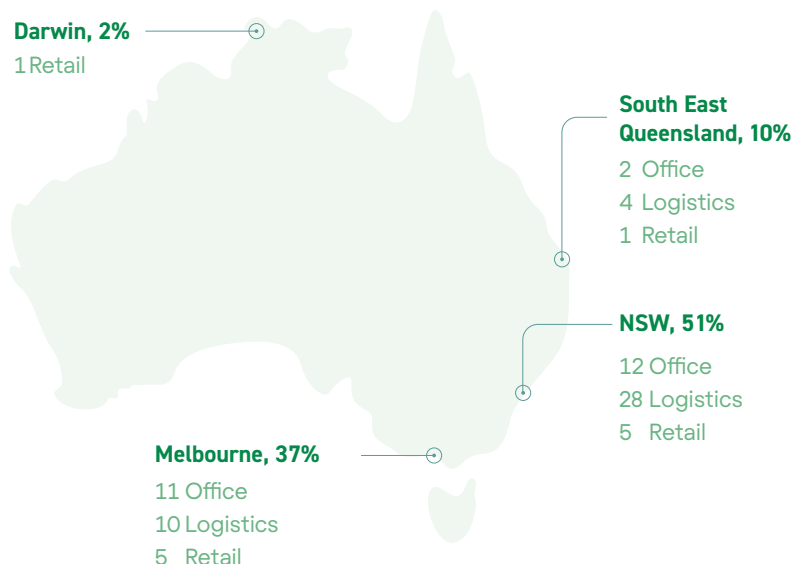 Darwin, 2%
1 Retail
South East
Queensland, 10%
2 Office
4 Logistics
1 Retail
NSW, 51%
12 Office
28 Logistics
5 Retail
Melbourne, 37%
11 Office
10 Logistics
5 Retail